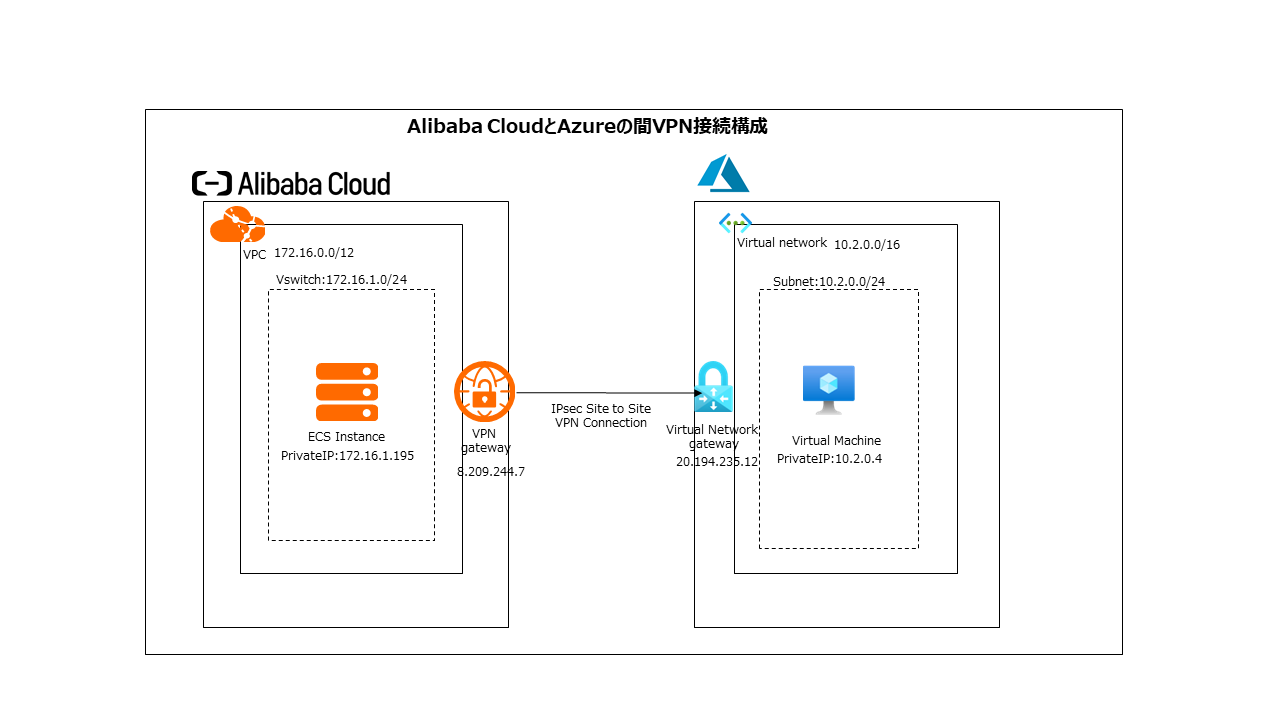 Alibaba CloudとAzureの間VPN接続構成
Alibaba Cloud
VPC 172.16.0.0/12
Vswitch:172.16.1.0/24
ECS Instance
PrivateIP:172.16.1.195
VPN
gateway
8.209.244.7
IPsec Site to Site
VPN Connection
Virtual network 10.2.0.0/16
Subnet:10.2.0.0/24
Virtual Network
gateway
20.194.235.12
Virtual Machine
PrivateIP:10.2.0.4